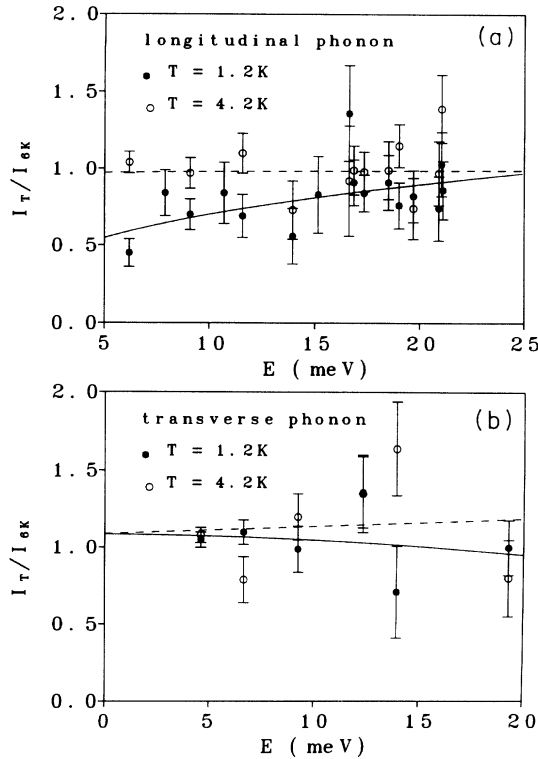 (a)
longitudinal phonon
T = 1.2K
T = 4.2K
I_T/I_6K
2.0
1.5
1.0
0.5
0.0
5
10
15
20
25
E ( meV )
(b)
transverse phonon
T = 1.2K
T = 4.2K
I_T/I_6K
2.0
1.5
1.0
0.5
0.0
0
5
10
15
20
E ( meV )